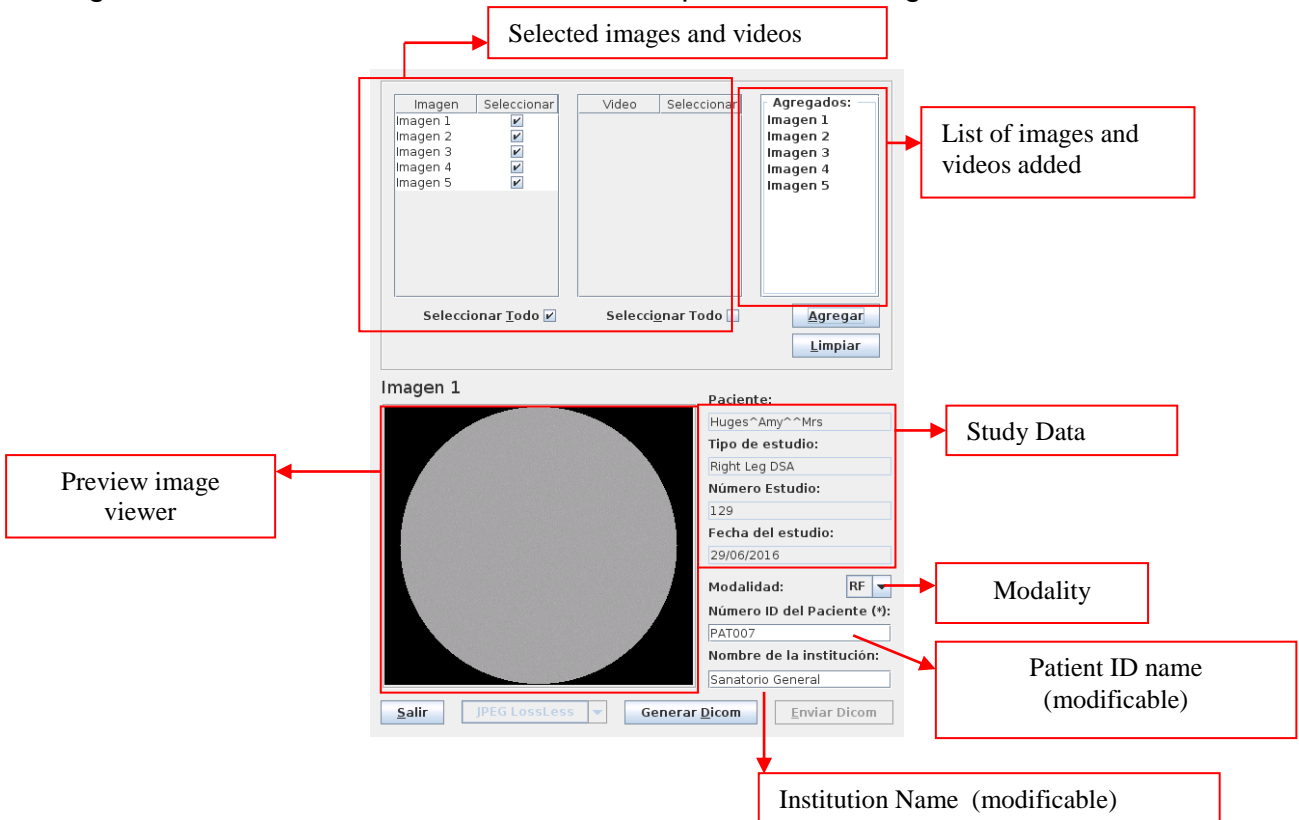 Selected images and videos
Imagen Seleccionar
Imagen 1
Imagen 2
Imagen 3
Imagen 4
Imagen 5
Seleccionar Todo
Video Seleccionar
Seleccionar Todo
Agregados:
Imagen 1
Imagen 2
Imagen 3
Imagen 4
Imagen 5
Agregar
Limpiar
List of images and
videos added
Imagen 1
Preview image
viewer
Paciente:
Huges^Amy^^Mrs
Tipo de estudio:
Right Leg DSA
Número Estudio:
129
Fecha del estudio:
29/06/2016
Study Data
Modalidad: RF
Modality
Número ID del Paciente (*):
PAT007
Patient ID name
(modificable)
Nombre de la institución:
Sanatorio General
Salir JPEG LossLess Generar Dicom Enviar Dicom
Institution Name (modificable)